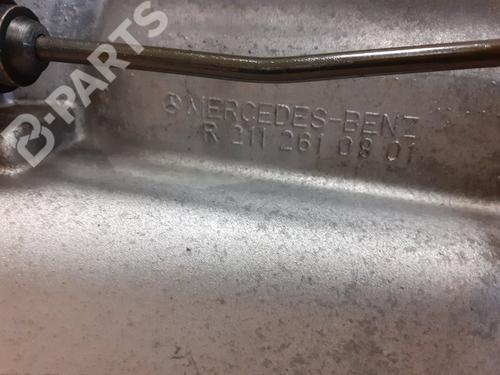 B-PARTS
MERCEDES-BENZ
R 211 261 08 01